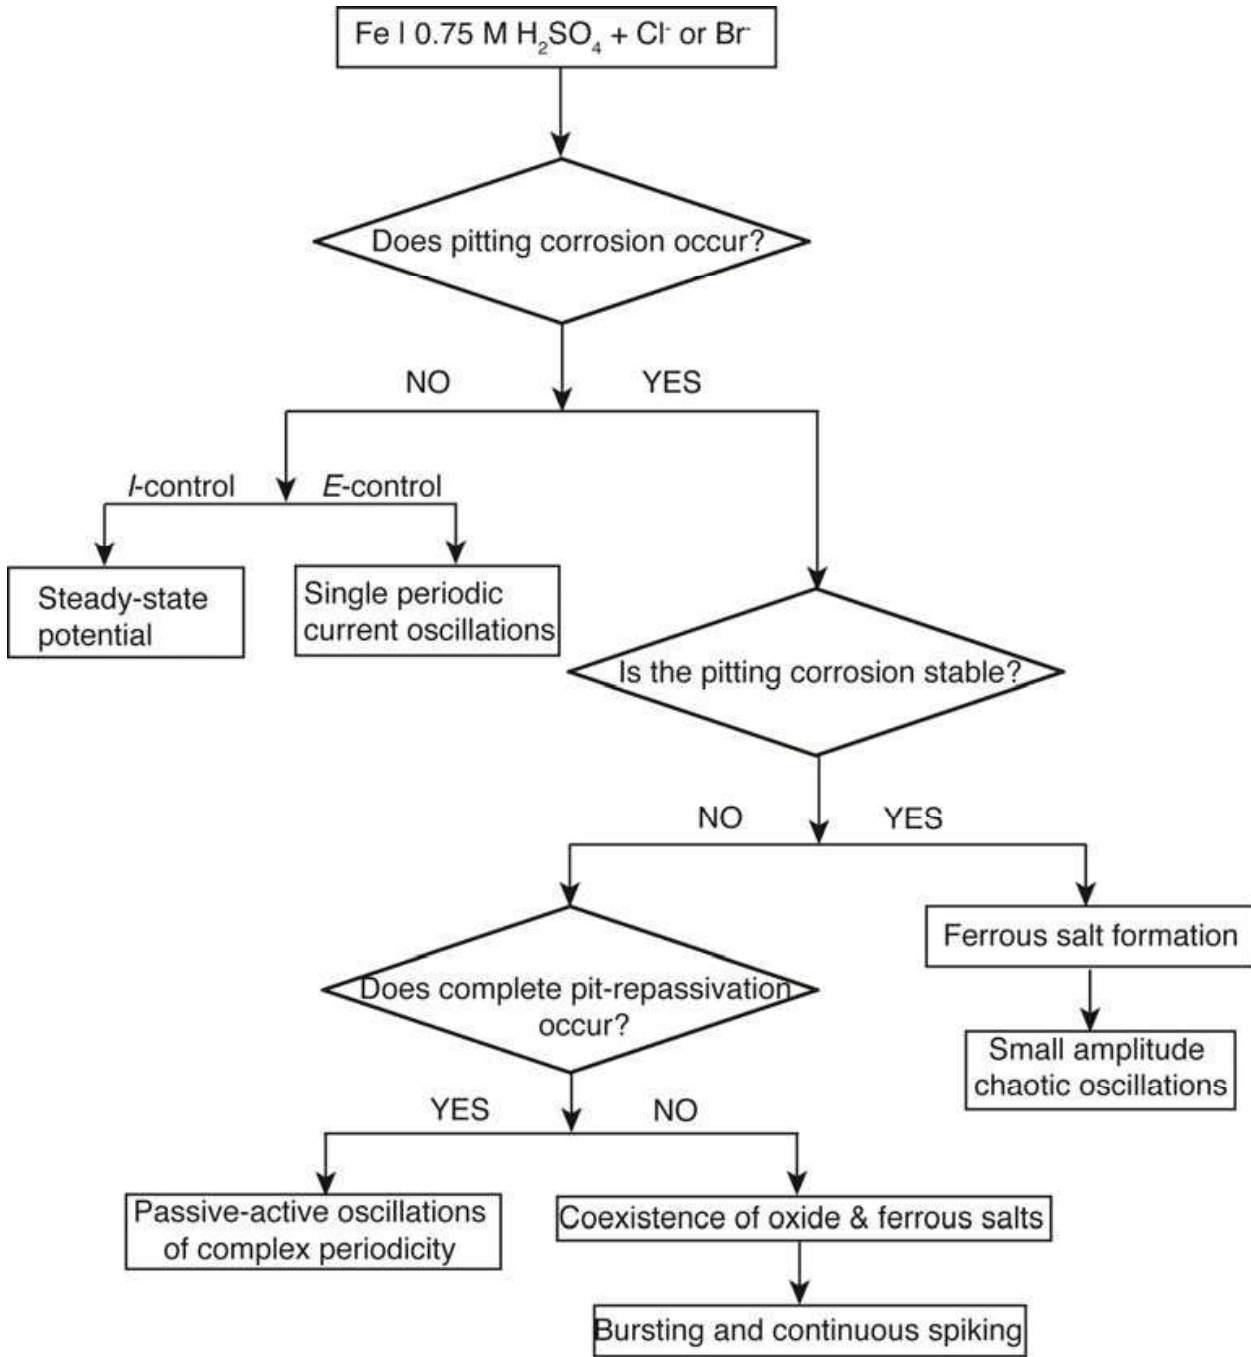 Fe | 0.75 M H₂SO₄ + Cl⁻ or Br⁻
Does pitting corrosion occur?
NO
YES
I-control
E-control
Steady-state
potential
Single periodic
current oscillations
Is the pitting corrosion stable?
NO
YES
Ferrous salt formation
Does complete pit-repassivation
occur?
Small amplitude
chaotic oscillations
YES
NO
Passive-active oscillations
of complex periodicity
Coexistence of oxide & ferrous salts
Bursting and continuous spiking